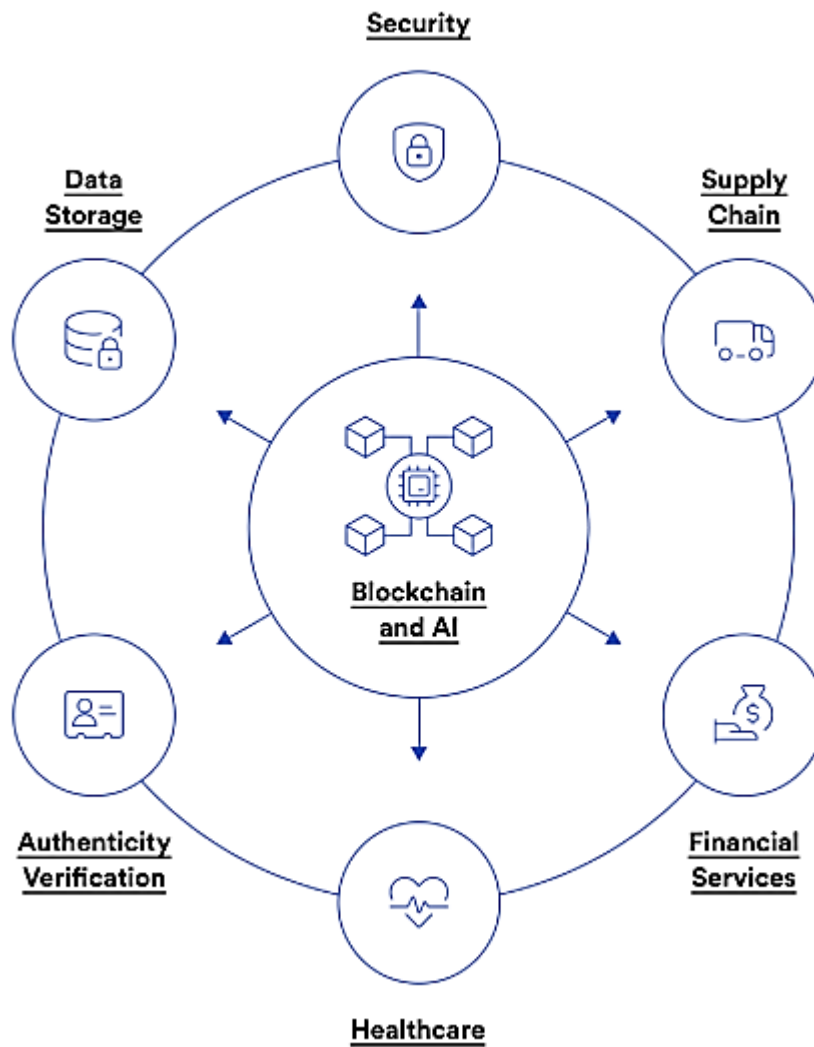 Security
Data
Storage
Supply
Chain
Blockchain
and AI
Authenticity
Verification
Financial
Services
Healthcare